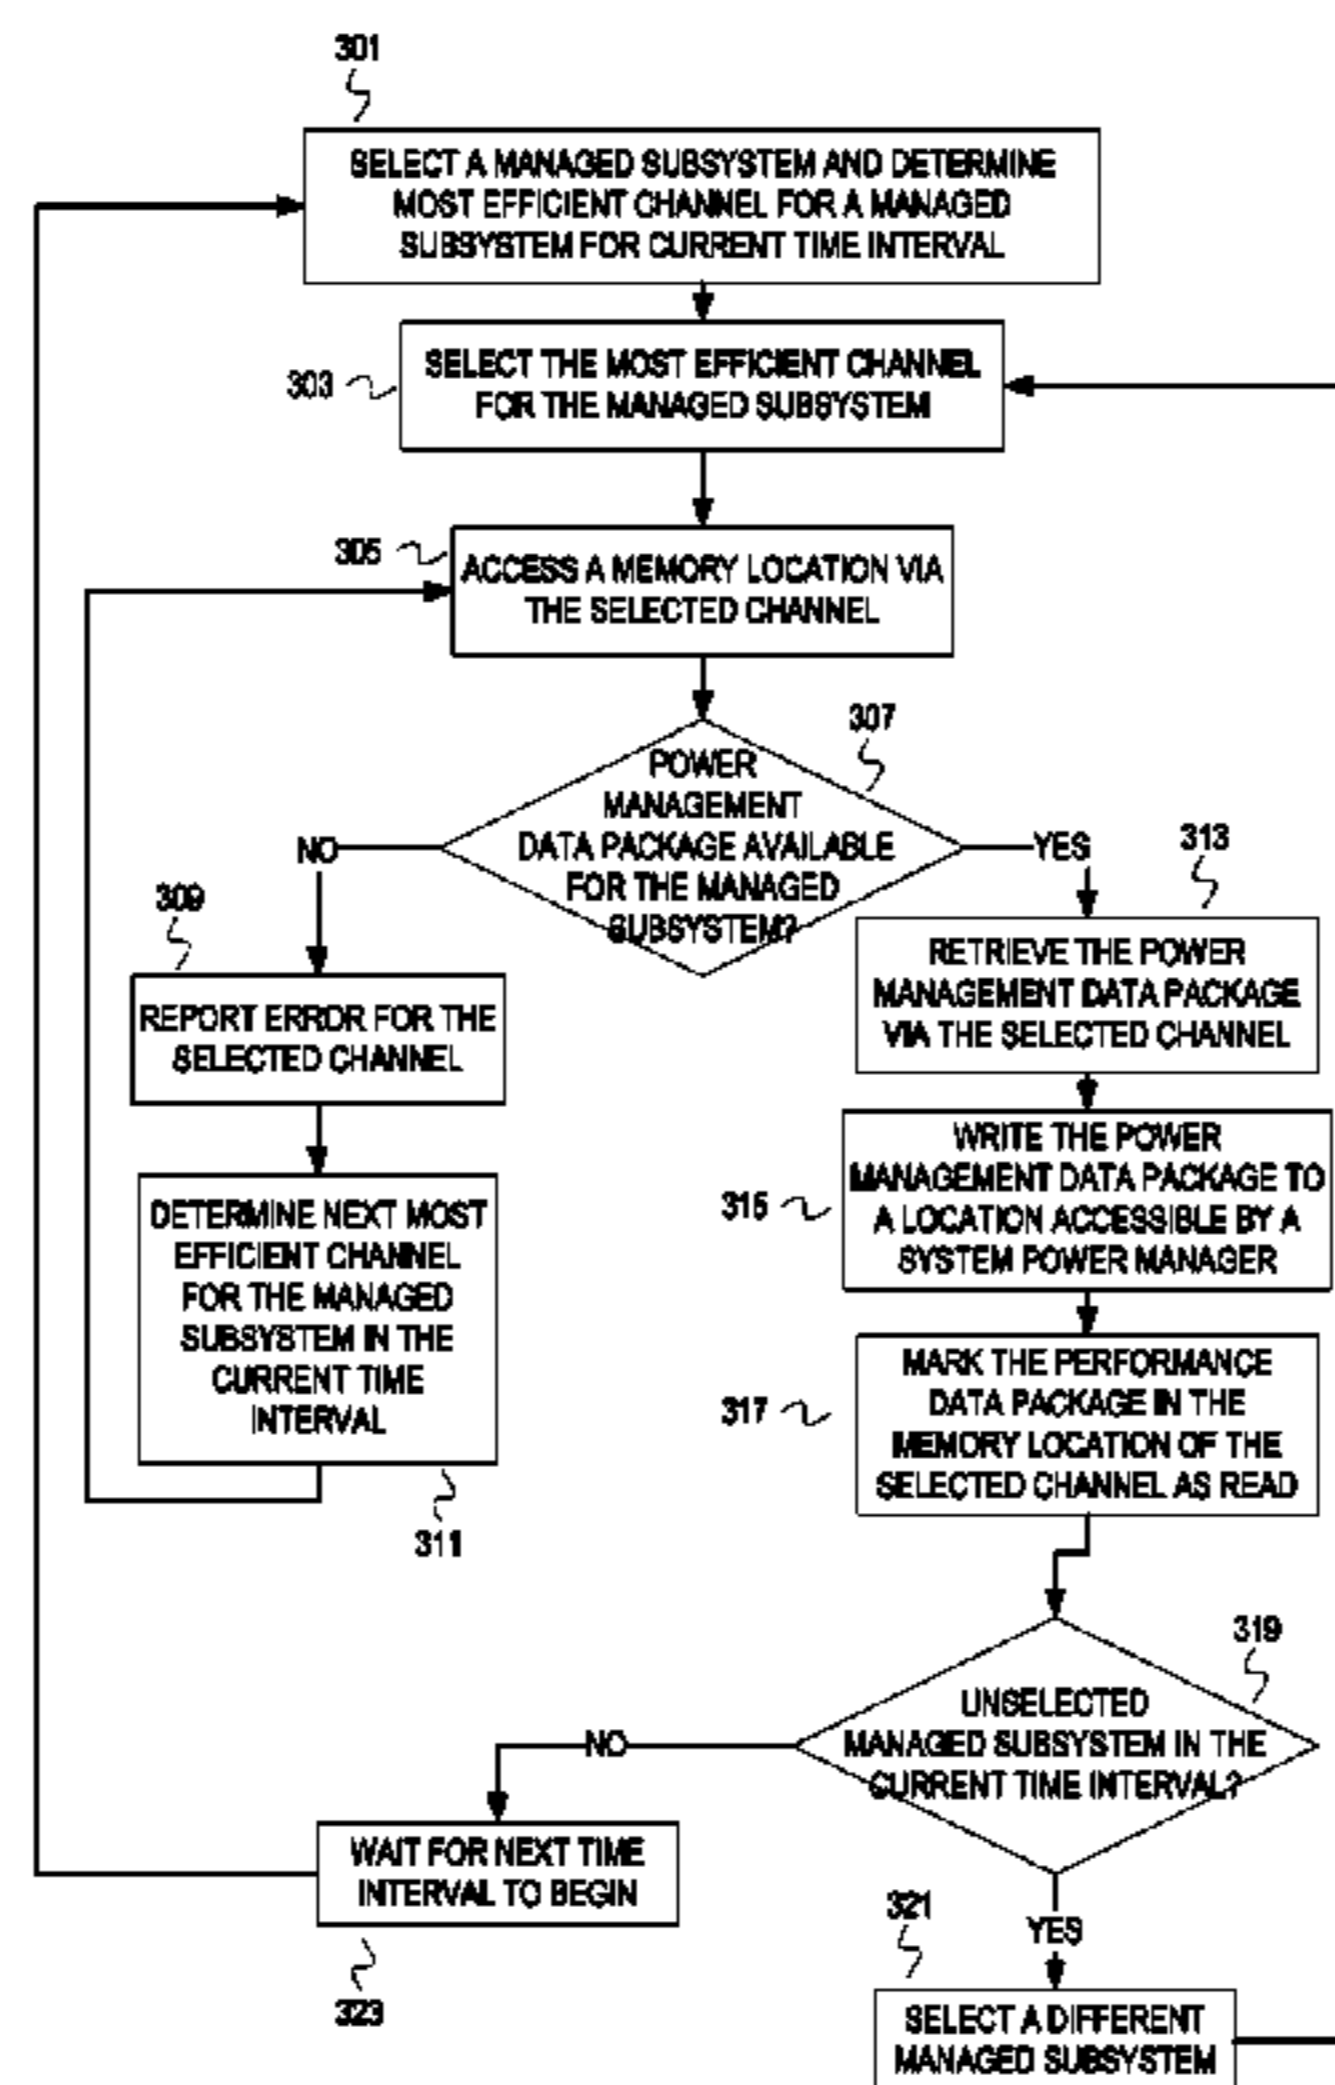 301
SELECT A MANAGED SUBSYSTEM AND DETERMINE
MOST EFFICIENT CHANNEL FOR A MANAGED
SUBSYSTEM FOR CURRENT TIME INTERVAL
303
SELECT THE MOST EFFICIENT CHANNEL
FOR THE MANAGED SUBSYSTEM
305
ACCESS A MEMORY LOCATION VIA
THE SELECTED CHANNEL
307
POWER
MANAGEMENT
DATA PACKAGE AVAILABLE
FOR THE MANAGED
SUBSYSTEM?
NO
YES
309
REPORT ERROR FOR THE
SELECTED CHANNEL
DETERMINE NEXT MOST
EFFICIENT CHANNEL
FOR THE MANAGED
SUBSYSTEM IN THE
CURRENT TIME
INTERVAL
311
313
RETRIEVE THE POWER
MANAGEMENT DATA PACKAGE
VIA THE SELECTED CHANNEL
315
WRITE THE POWER
MANAGEMENT DATA PACKAGE TO
A LOCATION ACCESSIBLE BY A
SYSTEM POWER MANAGER
317
MARK THE PERFORMANCE
DATA PACKAGE IN THE
MEMORY LOCATION OF THE
SELECTED CHANNEL AS READ
319
UNSELECTED
MANAGED SUBSYSTEM IN THE
CURRENT TIME INTERVAL?
NO
WAIT FOR NEXT TIME
INTERVAL TO BEGIN
323
YES
321
SELECT A DIFFERENT
MANAGED SUBSYSTEM